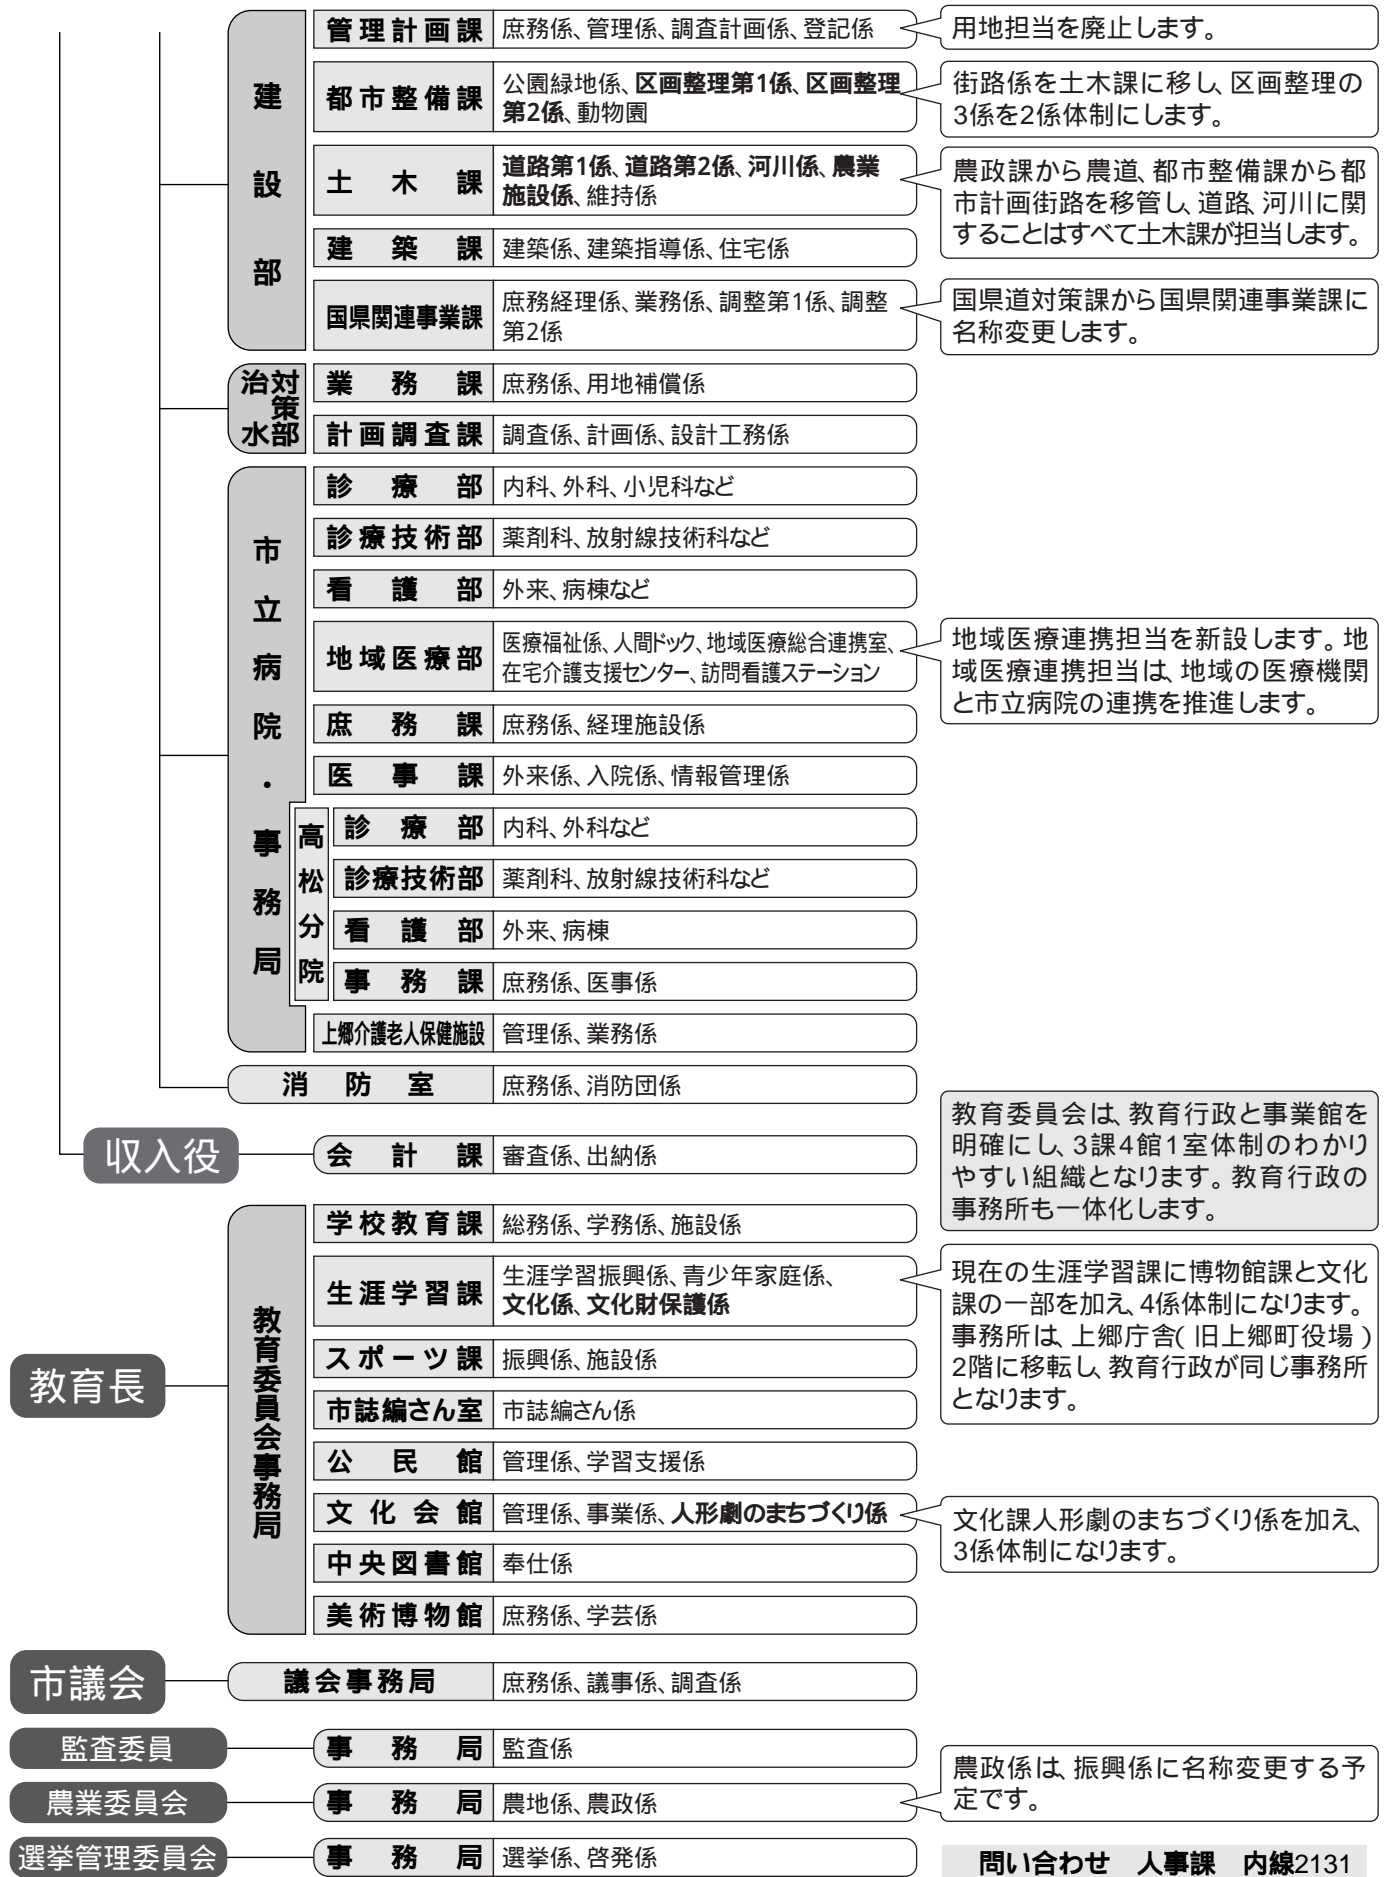 建設部
管理計画課 庶務係、管理係、調査計画係、登記係
用地担当を廃止します。
都市整備課 公園緑地係、区画整理第1係、区画整理
第2係、動物園
街路係を土木課に移し、区画整理の
3係を2係体制にします。
土木課 道路第1係、道路第2係、河川係、農業
施設係、維持係
農政課から農道、都市整備課から都
市計画街路を移管し、道路、河川に関
することはすべて土木課が担当します。
建築課 建築係、建築指導係、住宅係
国県関連事業課 庶務経理係、業務係、調整第1係、調整
第2係
国県道対策課から国県関連事業課に
名称変更します。
治水対策部
業務課 庶務係、用地補償係
計画調査課 調査係、計画係、設計工務係
市立病院・事務局
診療部 内科、外科、小児科など
診療技術部 薬剤科、放射線技術科など
看護部 外来、病棟など
地域医療部 医療福祉係、人間ドック、地域医療総合連携室、
在宅介護支援センター、訪問看護ステーション
地域医療連携担当を新設します。地
域医療連携担当は、地域の医療機関
と市立病院の連携を推進します。
庶務課 庶務係、経理施設係
医事課 外来係、入院係、情報管理係
高松分院
診療部 内科、外科など
診療技術部 薬剤科、放射線技術科など
看護部 外来、病棟
事務課 庶務係、医事係
上郷介護老人保健施設 管理係、業務係
消防室 庶務係、消防団係
収入役
会計課 審査係、出納係
教育委員会は、教育行政と事業館を
明確にし、3課4館1室体制のわかり
やすい組織となります。教育行政の
事務所も一体化します。
教育長
教育委員会事務局
学校教育課 総務係、学務係、施設係
生涯学習課 生涯学習振興係、青少年家庭係、
文化係、文化財保護係
現在の生涯学習課に博物館課と文化
課の一部を加え、4係体制になります。
事務所は、上郷庁舎(旧上郷町役場)
2階に移転し、教育行政が同じ事務所
となります。
スポーツ課 振興係、施設係
市誌編さん室 市誌編さん係
公民館 管理係、学習支援係
文化会館 管理係、事業係、人形劇のまちづくり係
文化課人形劇のまちづくり係を加え、
3係体制になります。
中央図書館 奉仕係
美術博物館 庶務係、学芸係
市議会
議会事務局 庶務係、議事係、調査係
監査委員 事務局 監査係
農業委員会 事務局 農地係、農政係
農政係は、振興係に名称変更する予
定です。
選挙管理委員会 事務局 選挙係、啓発係
問い合わせ 人事課 内線2131